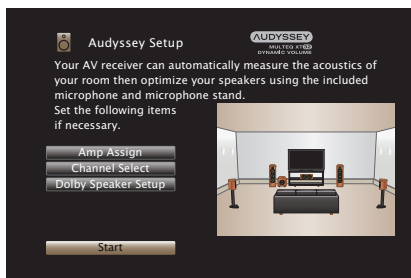 Audyssey Setup
AUDYSSEY
MULTEQ XT32
DYNAMIC VOLUME
Your AV receiver can automatically measure the acoustics of
your room then optimize your speakers using the included
microphone and microphone stand.
Set the following items
if necessary.
Amp Assign
Channel Select
Dolby Speaker Setup
Start